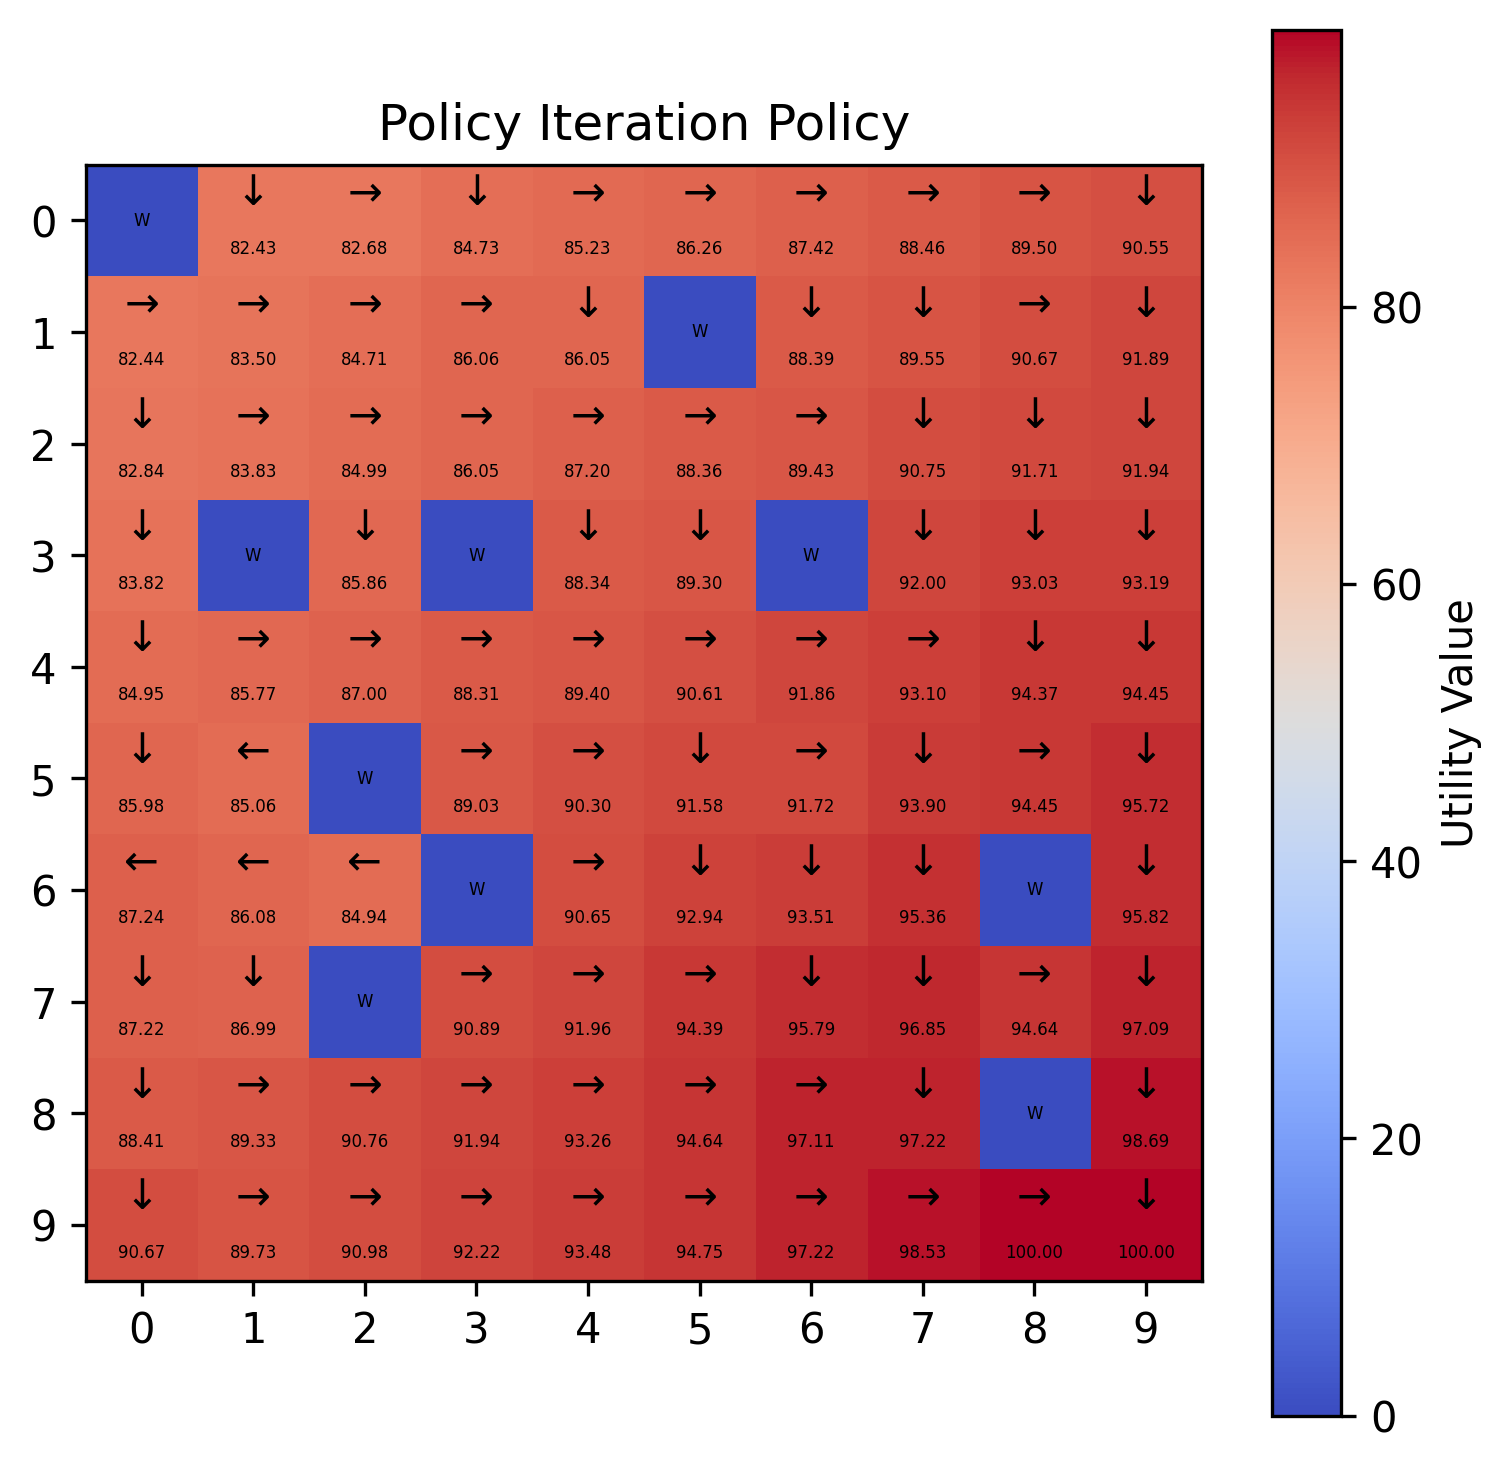 Policy Iteration Policy
0 W ↓ → ↓ → → → → → ↓
82.43 82.68 84.73 85.23 86.26 87.42 88.46 89.50 90.55
1 → → → → ↓ W ↓ ↓ → ↓
82.44 83.50 84.71 86.06 86.05 88.39 89.55 90.67 91.89
2 ↓ → → → → → → ↓ ↓ ↓
82.84 83.83 84.99 86.05 87.20 88.36 89.43 90.75 91.71 91.94
3 ↓ W ↓ W ↓ ↓ W ↓ ↓ ↓
83.82 85.86 88.34 89.30 92.00 93.03 93.19
4 ↓ → → → → → → → ↓ ↓
84.95 85.77 87.00 88.31 89.40 90.61 91.86 93.10 94.37 94.45
5 ↓ ← W → → ↓ → ↓ → ↓
85.98 85.06 89.03 90.30 91.58 91.72 93.90 94.45 95.72
6 ← ← ← W → ↓ ↓ ↓ W ↓
87.24 86.08 84.94 90.65 92.94 93.51 95.36 95.82
7 ↓ ↓ W → → → ↓ ↓ → ↓
87.22 86.99 90.89 91.96 94.39 95.79 96.85 94.64 97.09
8 ↓ → → → → → → ↓ W ↓
88.41 89.33 90.76 91.94 93.26 94.64 97.11 97.22 98.69
9 ↓ → → → → → → → → ↓
90.67 89.73 90.98 92.22 93.48 94.75 97.22 98.53 100.00 100.00
0 1 2 3 4 5 6 7 8 9
80
60
40
20
0
Utility Value